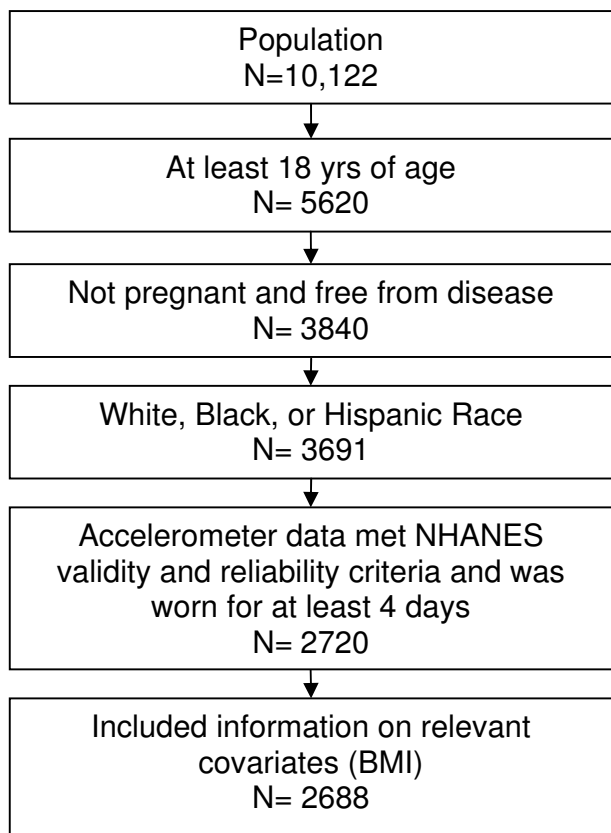 Population
N=10,122
At least 18 yrs of age
N= 5620
Not pregnant and free from disease
N= 3840
White, Black, or Hispanic Race
N= 3691
Accelerometer data met NHANES
validity and reliability criteria and was
worn for at least 4 days
N= 2720
Included information on relevant
covariates (BMI)
N= 2688